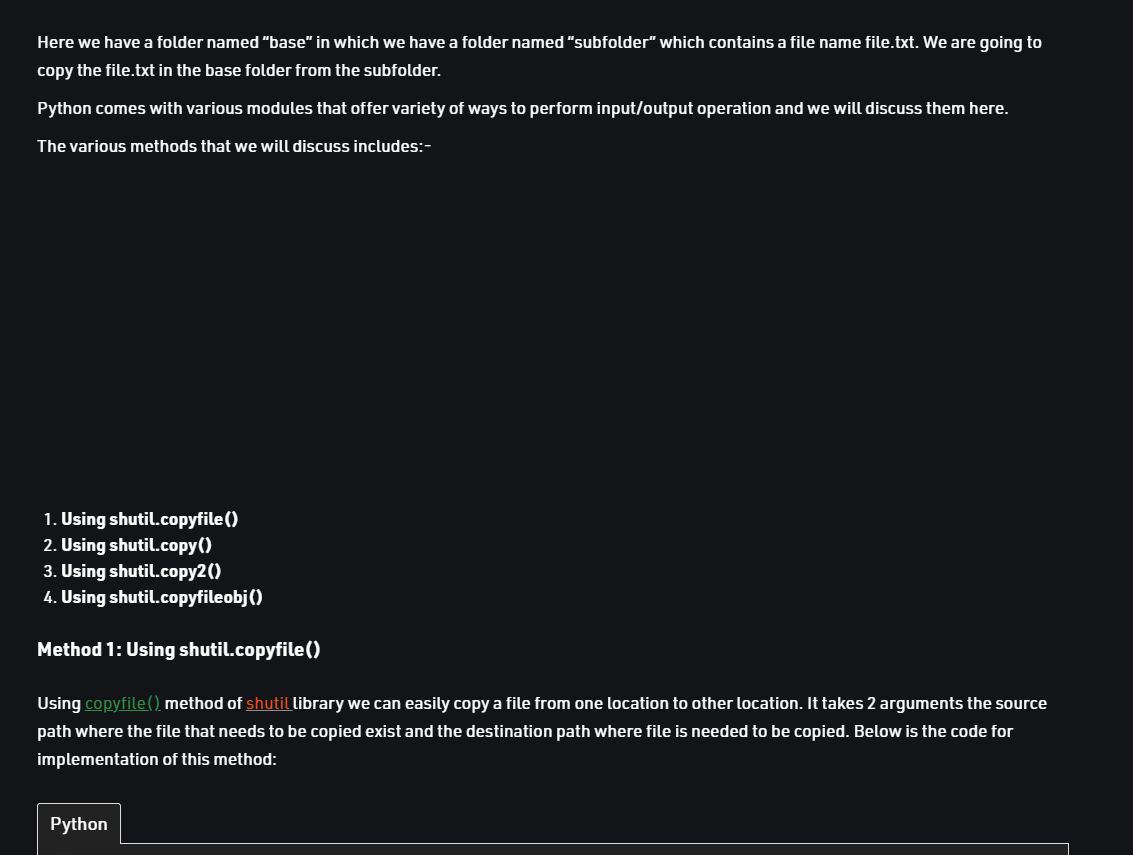 Here we have a folder named “base” in which we have a folder named “subfolder” which contains a file name file.txt. We are going to
copy the file.txt in the base folder from the subfolder.
Python comes with various modules that offer variety of ways to perform input/output operation and we will discuss them here.
The various methods that we will discuss includes:-
1. Using shutil.copyfile()
2. Using shutil.copy()
3. Using shutil.copy2()
4. Using shutil.copyfileobj()
Method 1: Using shutil.copyfile()
Using copyfile() method of shutil library we can easily copy a file from one location to other location. It takes 2 arguments the source
path where the file that needs to be copied exist and the destination path where file is needed to be copied. Below is the code for
implementation of this method:
Python